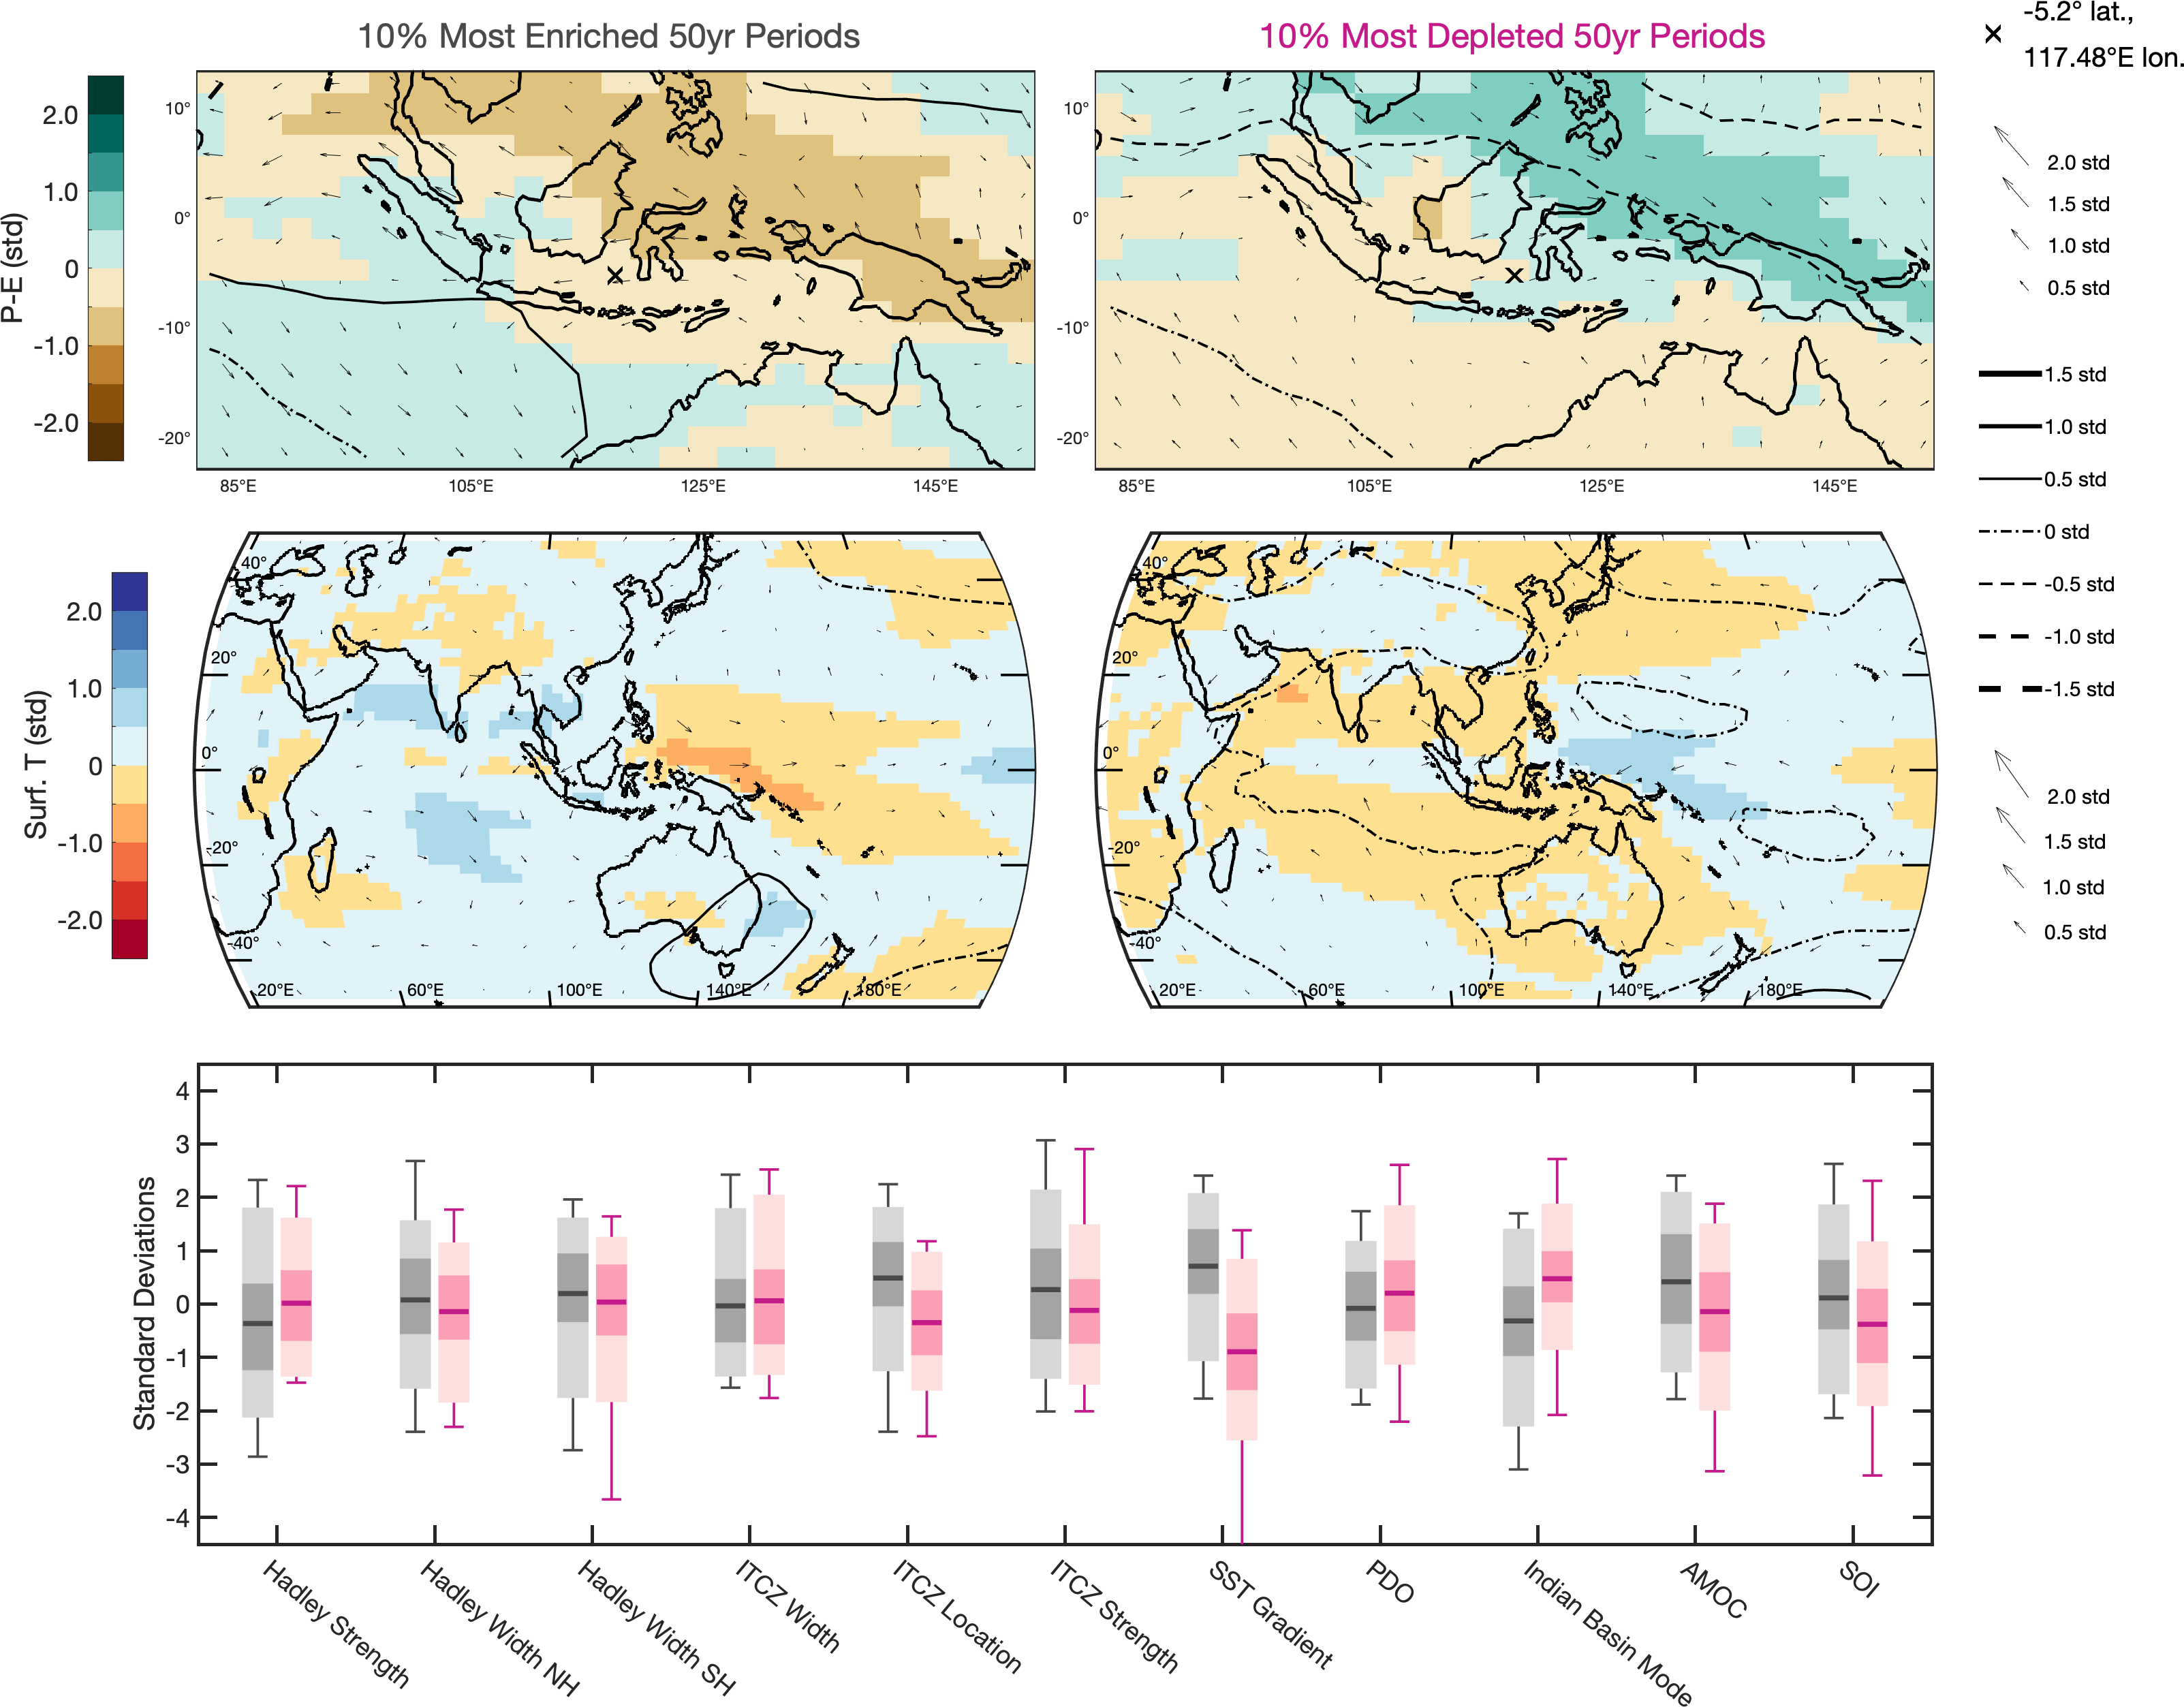 10% Most Enriched 50yr Periods
10% Most Depleted 50yr Periods
-5.2° lat.,
117.48°E lon.
P-E (std)
2.0
1.0
0
-1.0
-2.0
10°
0°
-10°
-20°
85°E
105°E
125°E
145°E
10°
0°
-10°
-20°
85°E
105°E
125°E
145°E
2.0 std
1.5 std
1.0 std
0.5 std
1.5 std
1.0 std
0.5 std
0 std
-0.5 std
-1.0 std
-1.5 std
Surf. T (std)
2.0
1.0
0
-1.0
-2.0
40°
20°
0°
-20°
-40°
20°E
60°E
100°E
140°E
180°E
40°
20°
0°
-20°
-40°
20°E
60°E
100°E
140°E
180°E
2.0 std
1.5 std
1.0 std
0.5 std
Standard Deviations
4
3
2
1
0
-1
-2
-3
-4
Hadley Strength
Hadley Width NH
Hadley Width SH
ITCZ Width
ITCZ Location
ITCZ Strength
SST Gradient
PDO
Indian Basin Mode
AMOC
SOI